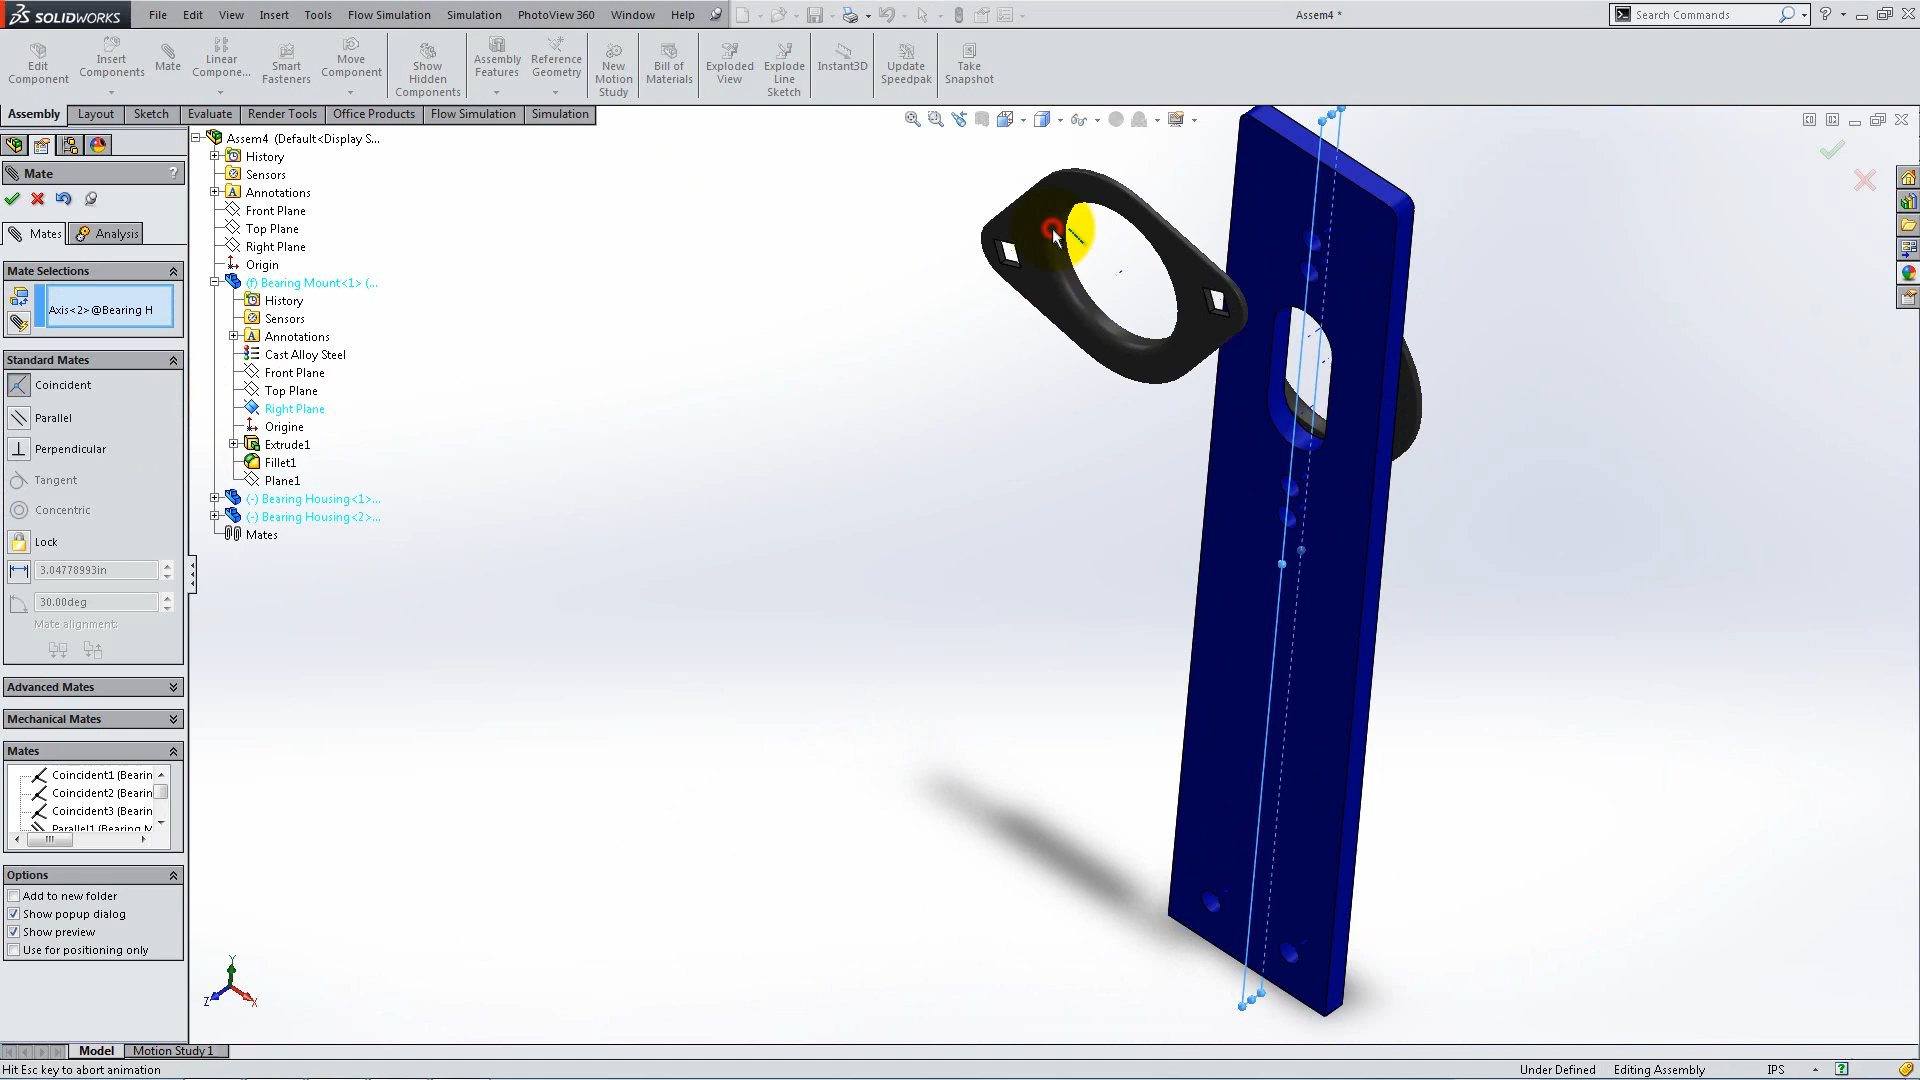 SOLIDWORKS
File Edit View Insert Tools Flow Simulation Simulation PhotoView 360 Window Help
Assem4 *
Search Commands
Edit Component
Insert Components
Mate
Linear Compone...
Smart Fasteners
Move Component
Show Hidden Components
Assembly Features
Reference Geometry
New Motion Study
Bill of Materials
Exploded View
Explode Line Sketch
Instant3D
Update Speedpak
Take Snapshot
Assembly Layout Sketch Evaluate Render Tools Office Products Flow Simulation Simulation
Mate
?
Mates Analysis
Mate Selections
Axis<2>@Bearing H
Standard Mates
Coincident
Parallel
Perpendicular
Tangent
Concentric
Lock
3.04778993in
30.00deg
Mate alignment:
Advanced Mates
Mechanical Mates
Mates
Coincident1 (Bearin
Coincident2 (Bearin
Coincident3 (Bearin
Parallel1 (Bearing M
Options
Add to new folder
Show popup dialog
Show preview
Use for positioning only
Assem4 (Default<Display S...
History
Sensors
Annotations
Front Plane
Top Plane
Right Plane
Origin
(f) Bearing Mount<1> (...
History
Sensors
Annotations
Cast Alloy Steel
Front Plane
Top Plane
Right Plane
Origine
Extrude1
Fillet1
Plane1
(-) Bearing Housing<1>...
(-) Bearing Housing<2>...
Mates
Y
Z
X
Model Motion Study 1
Hit Esc key to abort animation
Under Defined Editing Assembly IPS